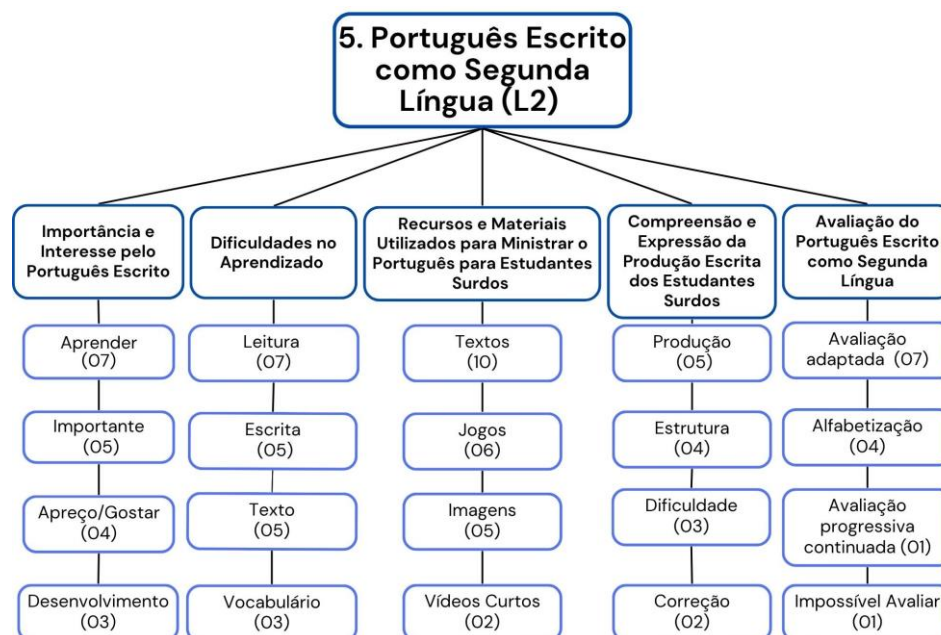 5. Português Escrito
como Segunda
Língua (L2)
Importância e
Interesse pelo
Português Escrito
Aprender
(07)
Importante
(05)
Apreço/Gostar
(04)
Desenvolvimento
(03)
Dificuldades no
Aprendizado
Leitura
(07)
Escrita
(05)
Texto
(05)
Vocabulário
(03)
Recursos e Materiais
Utilizados para Ministrar o
Português para Estudantes
Surdos
Textos
(10)
Jogos
(06)
Imagens
(05)
Vídeos Curtos
(02)
Compreensão e
Expressão da
Produção Escrita
dos Estudantes
Surdos
Produção
(05)
Estrutura
(04)
Dificuldade
(03)
Correção
(02)
Avaliação do
Português Escrito
como Segunda
Língua
Avaliação
adaptada (07)
Alfabetização
(04)
Avaliação
progressiva
continuada (01)
Impossível Avaliar
(01)